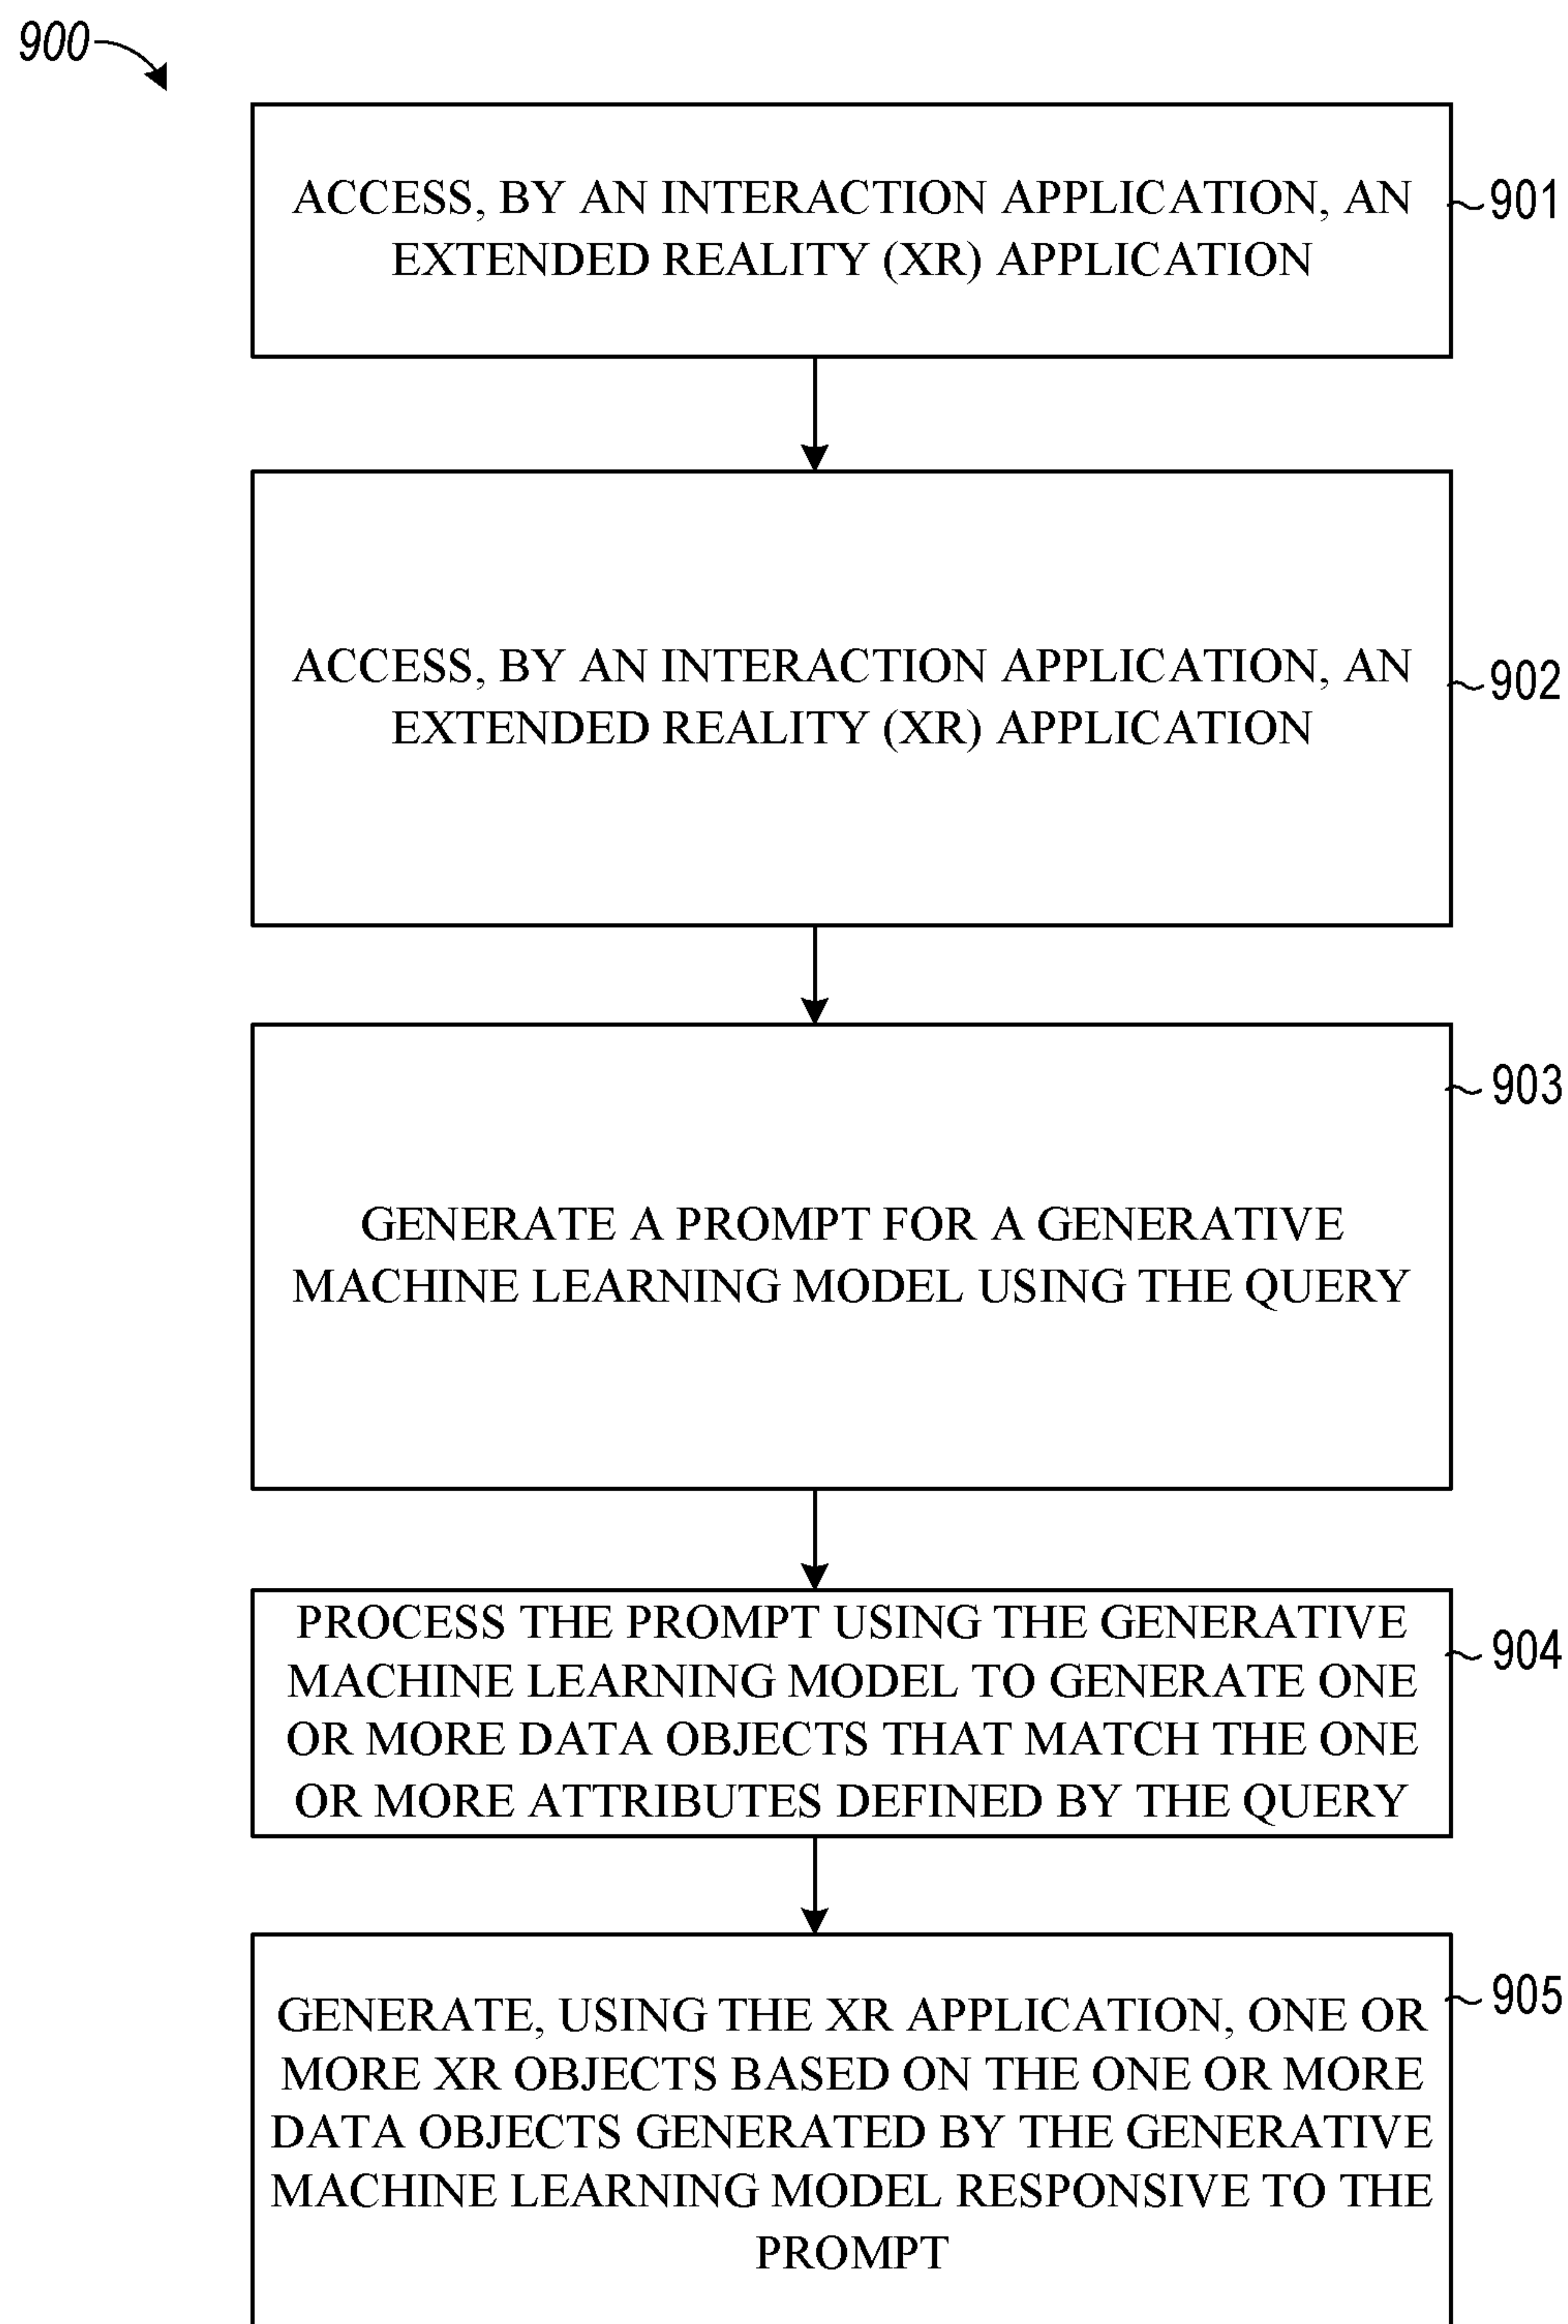 900
ACCESS, BY AN INTERACTION APPLICATION, AN
EXTENDED REALITY (XR) APPLICATION
901
ACCESS, BY AN INTERACTION APPLICATION, AN
EXTENDED REALITY (XR) APPLICATION
902
903
GENERATE A PROMPT FOR A GENERATIVE
MACHINE LEARNING MODEL USING THE QUERY
PROCESS THE PROMPT USING THE GENERATIVE
MACHINE LEARNING MODEL TO GENERATE ONE
OR MORE DATA OBJECTS THAT MATCH THE ONE
OR MORE ATTRIBUTES DEFINED BY THE QUERY
904
GENERATE, USING THE XR APPLICATION, ONE OR
MORE XR OBJECTS BASED ON THE ONE OR MORE
DATA OBJECTS GENERATED BY THE GENERATIVE
MACHINE LEARNING MODEL RESPONSIVE TO THE
PROMPT
905